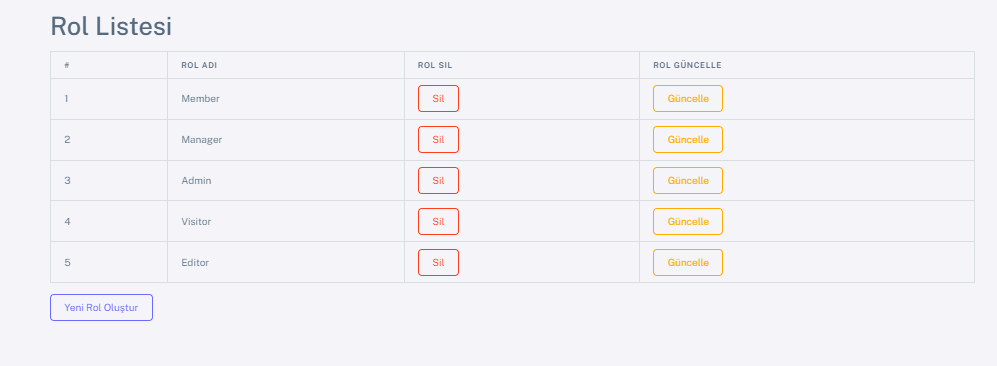 Rol Listesi
# ROL ADI ROL SIL ROL GÜNCELLE
1 Member Sil Güncelle
2 Manager Sil Güncelle
3 Admin Sil Güncelle
4 Visitor Sil Güncelle
5 Editor Sil Güncelle
Yeni Rol Oluştur